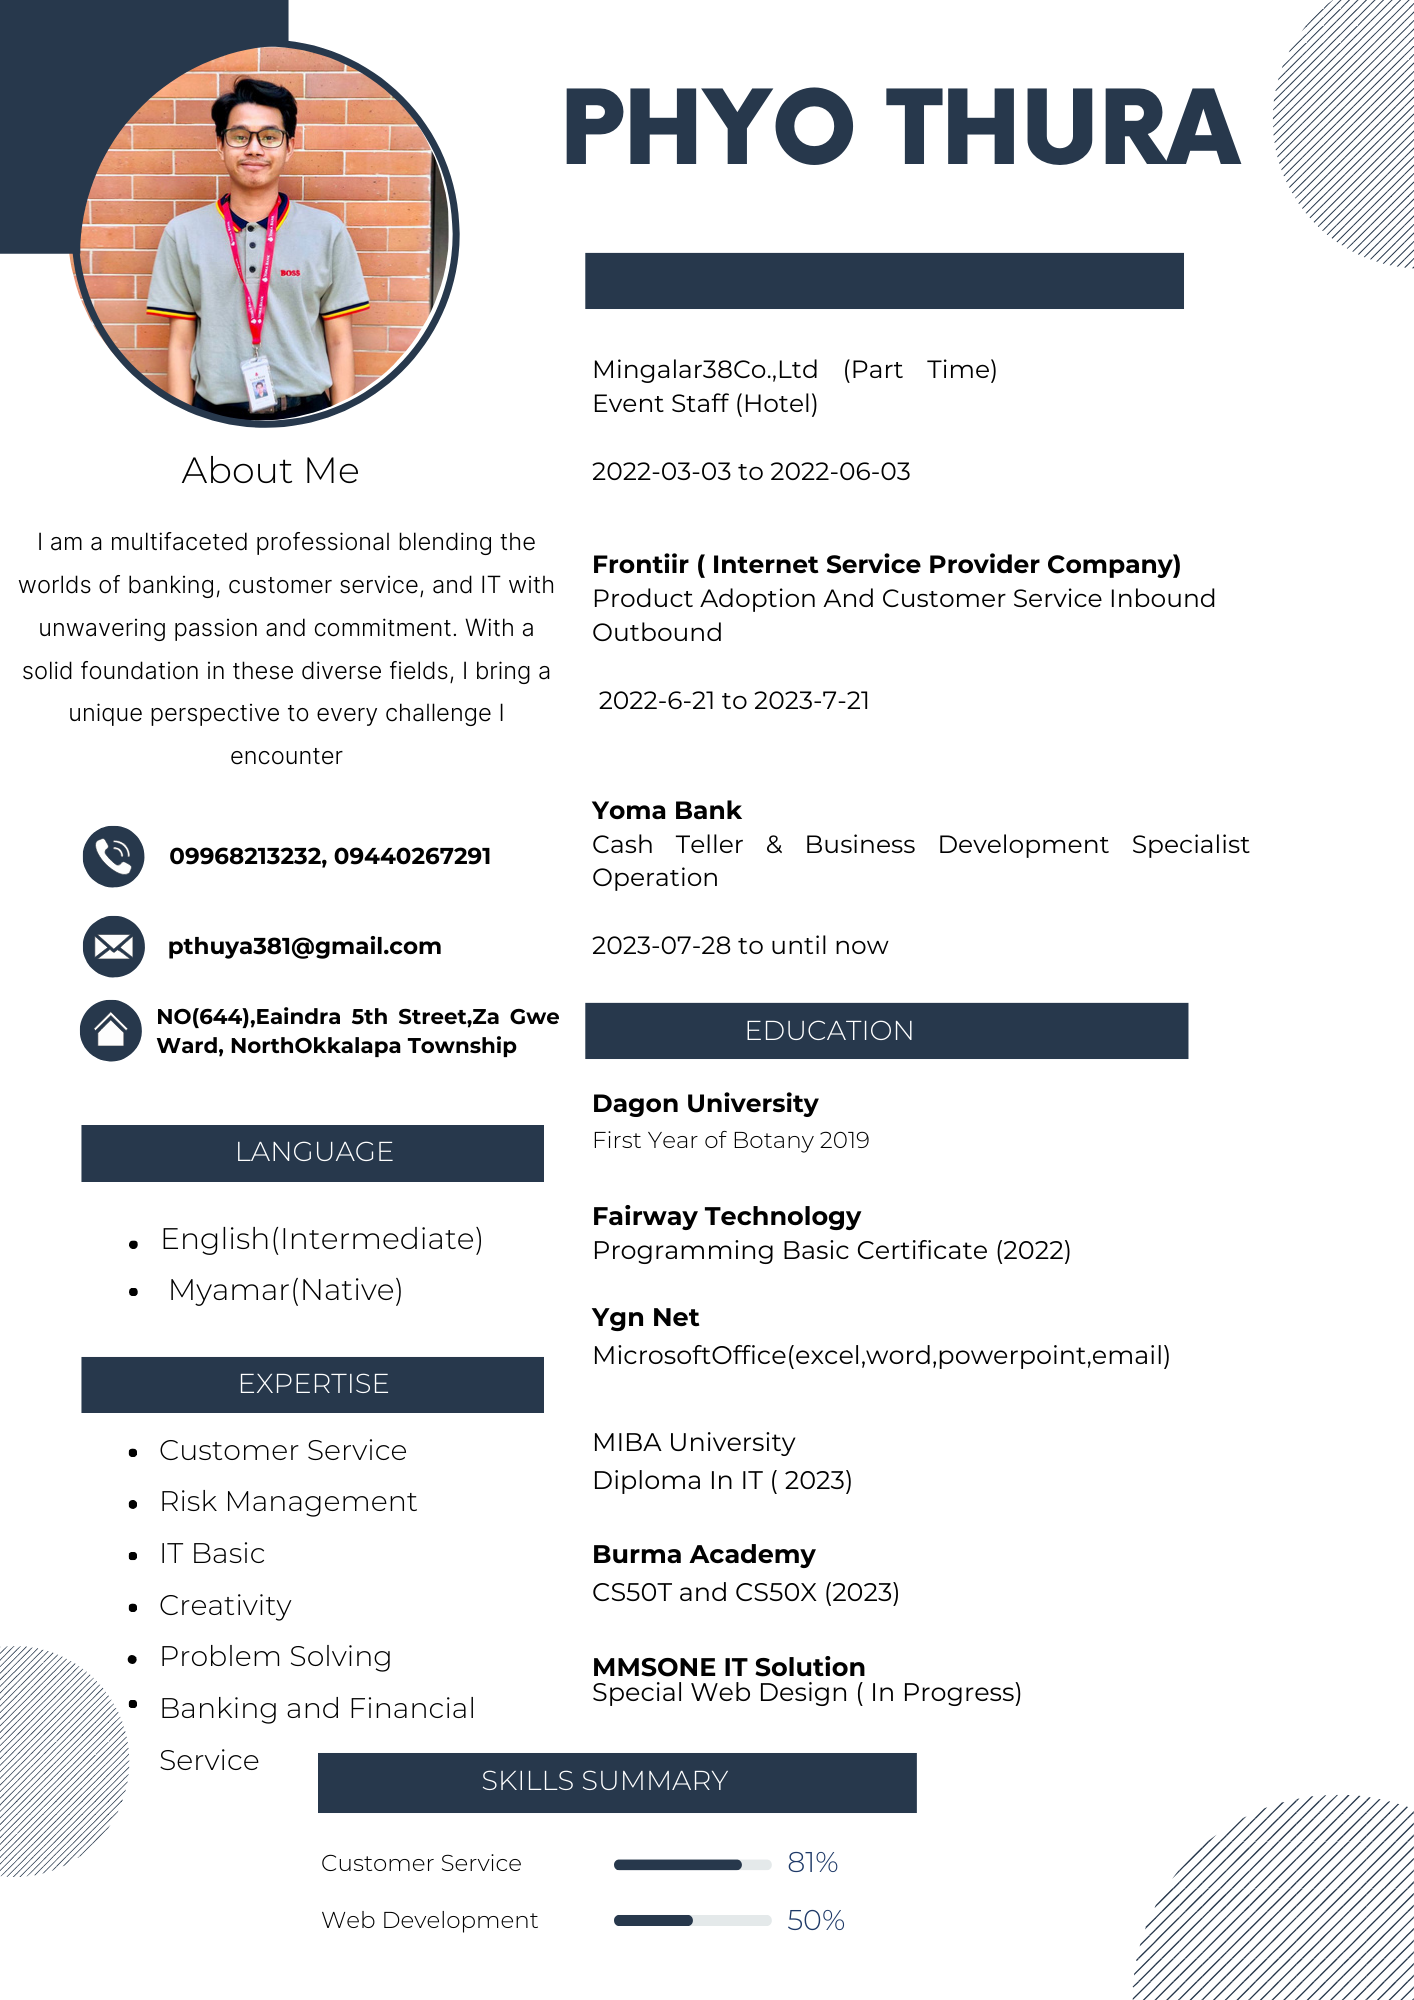 PHYO THURA
BOSS
About Me
I am a multifaceted professional blending the
worlds of banking, customer service, and IT with
unwavering passion and commitment. With a
solid foundation in these diverse fields, I bring a
unique perspective to every challenge I
encounter
09968213232, 09440267291
pthuya381@gmail.com
NO(644),Eaindra 5th Street,Za Gwe
Ward, NorthOkkalapa Township
LANGUAGE
English(Intermediate)
Myamar(Native)
EXPERTISE
Customer Service
Risk Management
IT Basic
Creativity
Problem Solving
Banking and Financial
Service
Mingalar38Co.,Ltd (Part Time)
Event Staff (Hotel)
2022-03-03 to 2022-06-03
Frontiir ( Internet Service Provider Company)
Product Adoption And Customer Service Inbound
Outbound
2022-6-21 to 2023-7-21
Yoma Bank
Cash Teller & Business Development Specialist
Operation
2023-07-28 to until now
EDUCATION
Dagon University
First Year of Botany 2019
Fairway Technology
Programming Basic Certificate (2022)
Ygn Net
MicrosoftOffice(excel,word,powerpoint,email)
MIBA University
Diploma In IT ( 2023)
Burma Academy
CS50T and CS50X (2023)
MMSONE IT Solution
Special Web Design ( In Progress)
SKILLS SUMMARY
Customer Service 81%
Web Development 50%